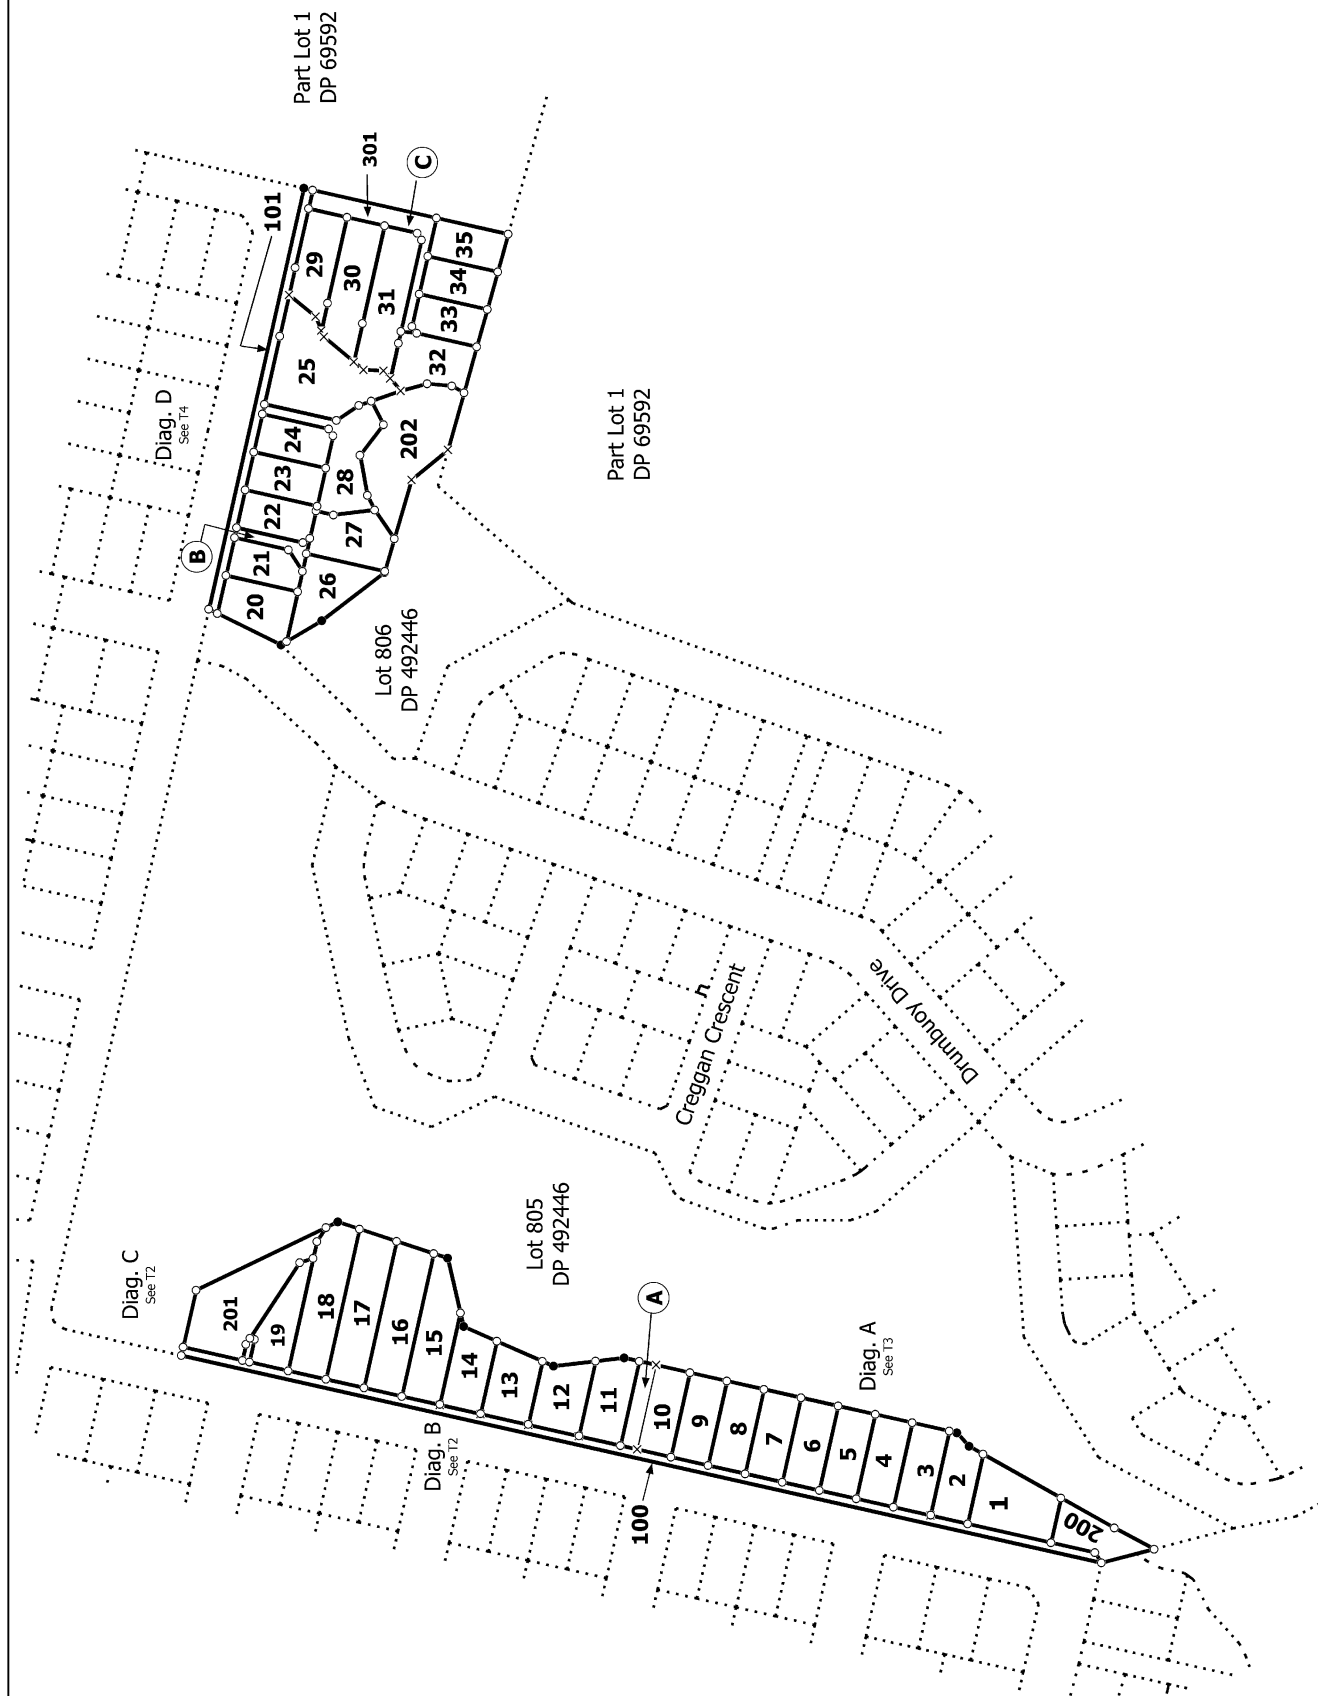 Part Lot 1
DP 69592
301
C
101
29
30
31
35
34
33
32
25
202
Diag. D
See T4
24
23
22
21
20
28
27
26
B
Part Lot 1
DP 69592
Lot 806
DP 492446
Creggan Crescent
Drumbuoy Drive
Lot 805
DP 492446
Diag. C
See T2
201
19
18
17
16
15
14
13
12
11
A
10
9
8
7
6
5
4
3
2
1
200
100
Diag. B
See T2
Diag. A
See T3